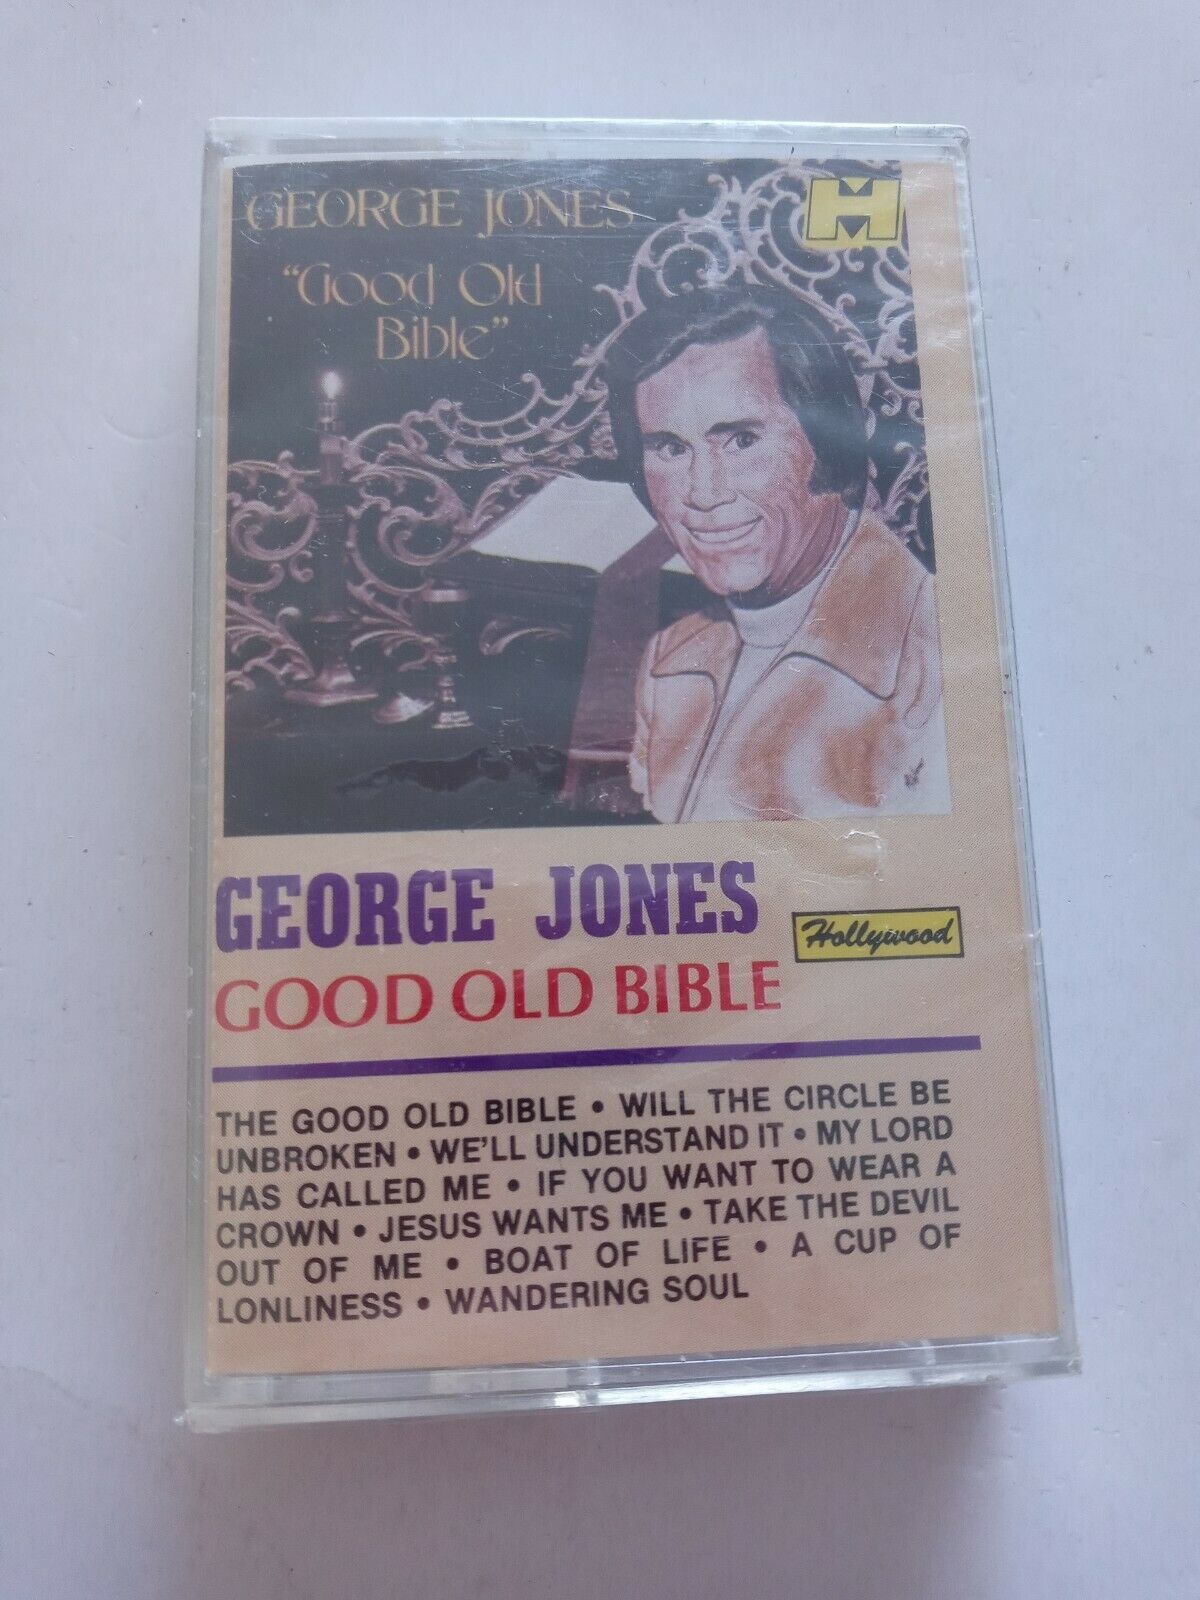 GEORGE JONES
"Good Old
Bible"
H
GEORGE JONES
Hollywood
GOOD OLD BIBLE
THE GOOD OLD BIBLE • WILL THE CIRCLE BE
UNBROKEN • WE'LL UNDERSTAND IT • MY LORD
HAS CALLED ME • IF YOU WANT TO WEAR A
CROWN • JESUS WANTS ME • TAKE THE DEVIL
OUT OF ME • BOAT OF LIFE • A CUP OF
LONLINESS • WANDERING SOUL